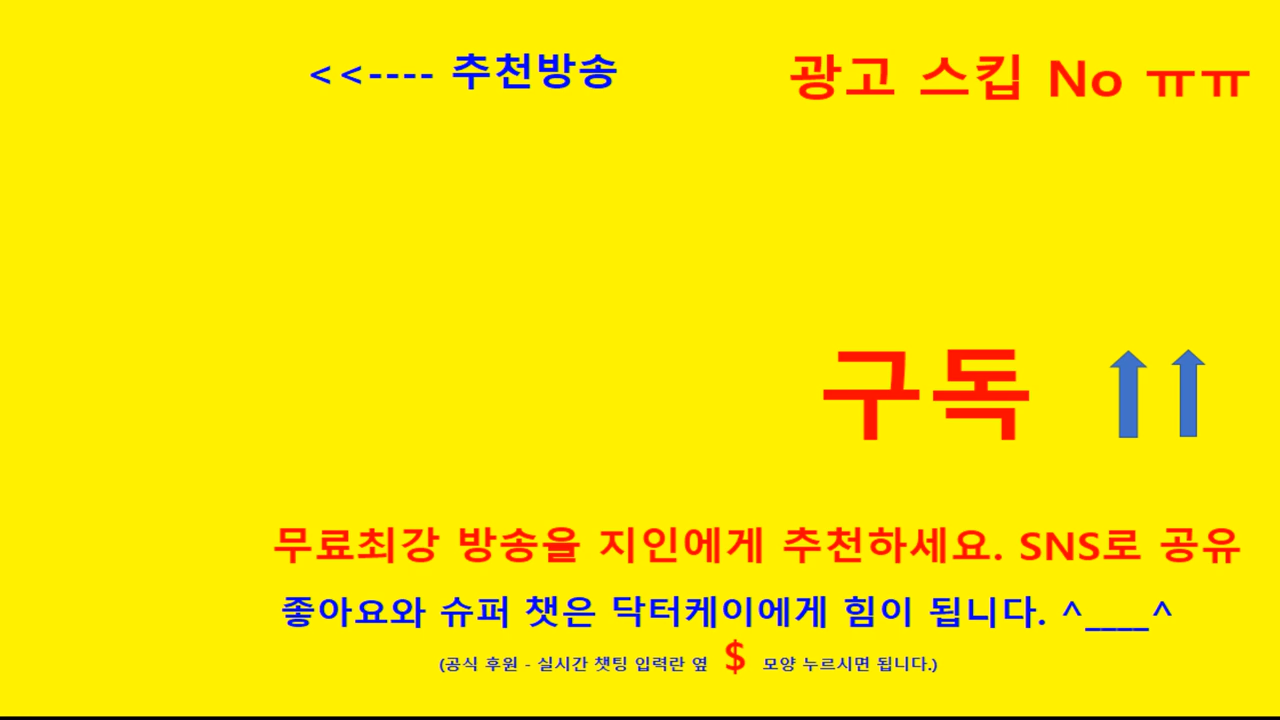 <<---- 추천방송
광고 스킵 No ㅠㅠ
구독
무료최강 방송을 지인에게 추천하세요. SNS로 공유
좋아요와 슈퍼 챗은 닥터케이에게 힘이 됩니다. ^____^
(공식 후원 - 실시간 챗팅 입력란 옆 $ 모양 누르시면 됩니다.)